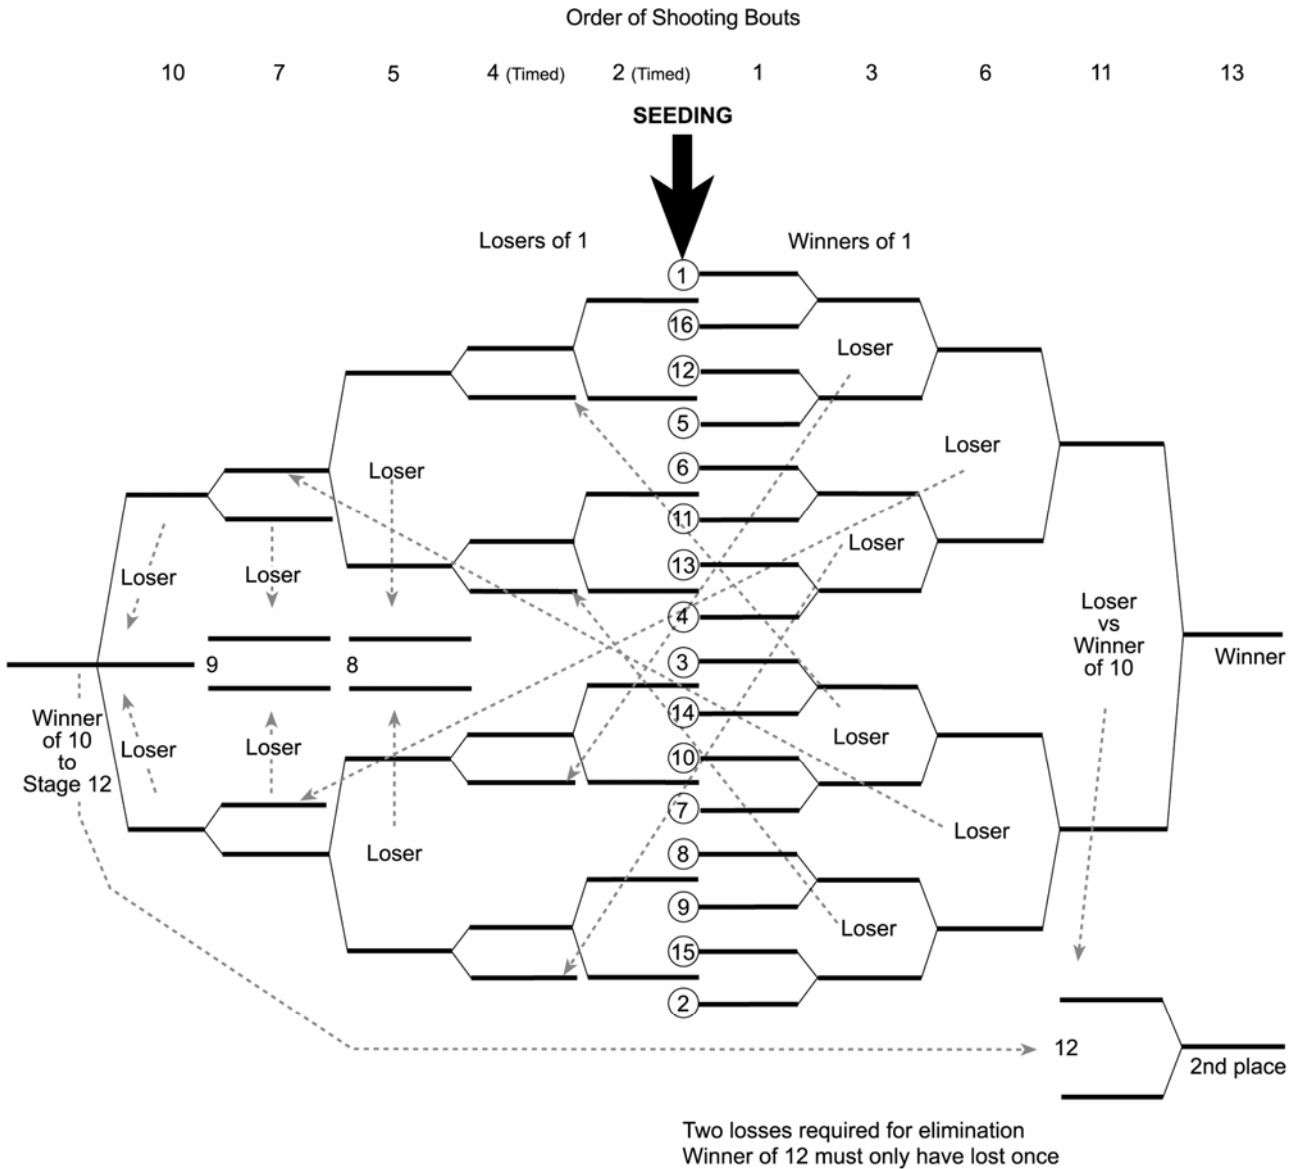 Order of Shooting Bouts
10 7 5 4 (Timed) 2 (Timed) 1 3 6 11 13
SEEDING
Losers of 1 Winners of 1
1
16
Loser
12
5
Loser
6
Loser
11
Loser
13
Loser
Loser
4
Loser
vs
Winner
of 10
3
9
8
Winner
14
Winner
of 10
to
Stage 12
Loser
Loser
Loser
10
7
Loser
8
Loser
9
Loser
15
2
12
2nd place
Two losses required for elimination
Winner of 12 must only have lost once